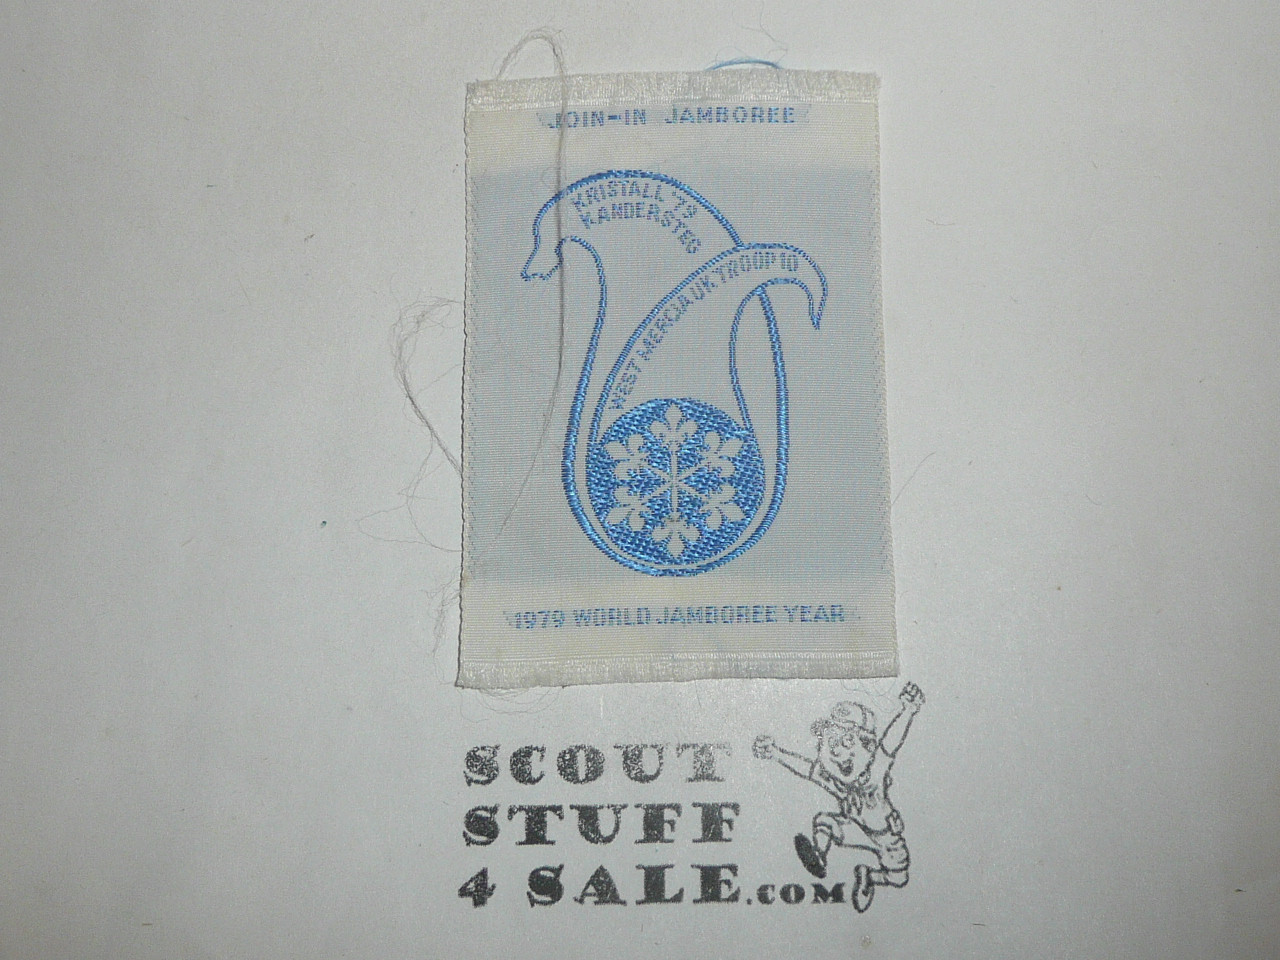 JOIN-IN JAMBOREE
KRISTALL '79
KANDERSTEG
WEST MERCIA UK TROOP 10
1979 WORLD JAMBOREE YEAR
SCOUT
STUFF
4 SALE.COM